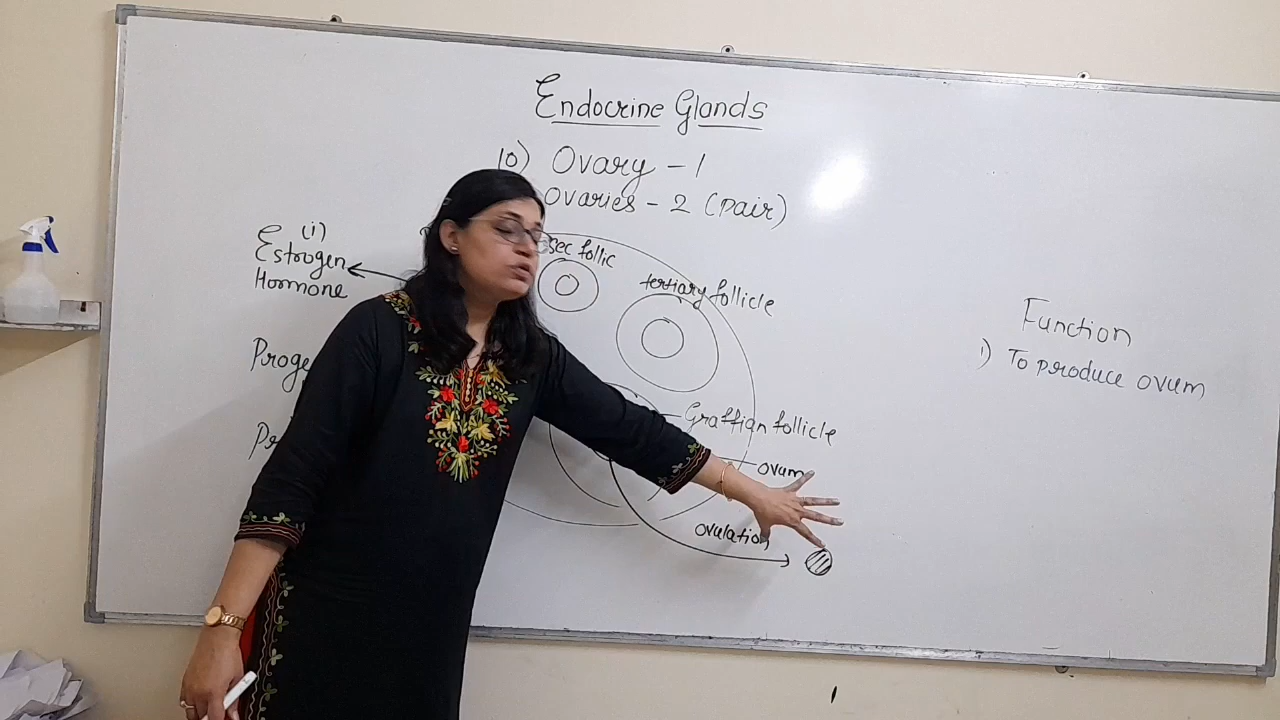 Endocrine Glands
10) Ovary - 1
Ovaries - 2 (pair)
(i)
Estrogen
Hormone
sec follic
tertiary follicle
Function
i) To produce ovum
Graffian follicle
ovum
ovulation